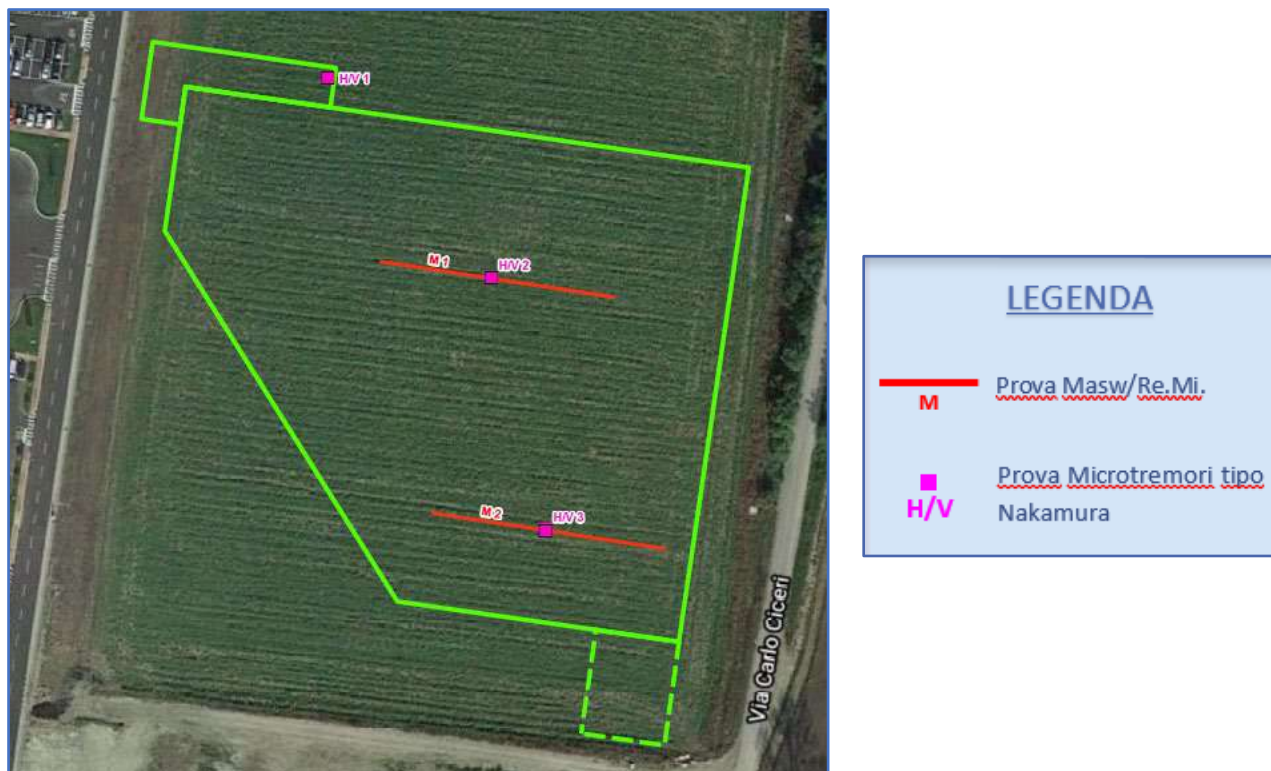 H/V 1
M 1
H/V 2
M 2
H/V 3
Via Carlo Ciceri
LEGENDA
M
Prova Masw/Re.Mi.
H/V
Prova Microtremori tipo
Nakamura